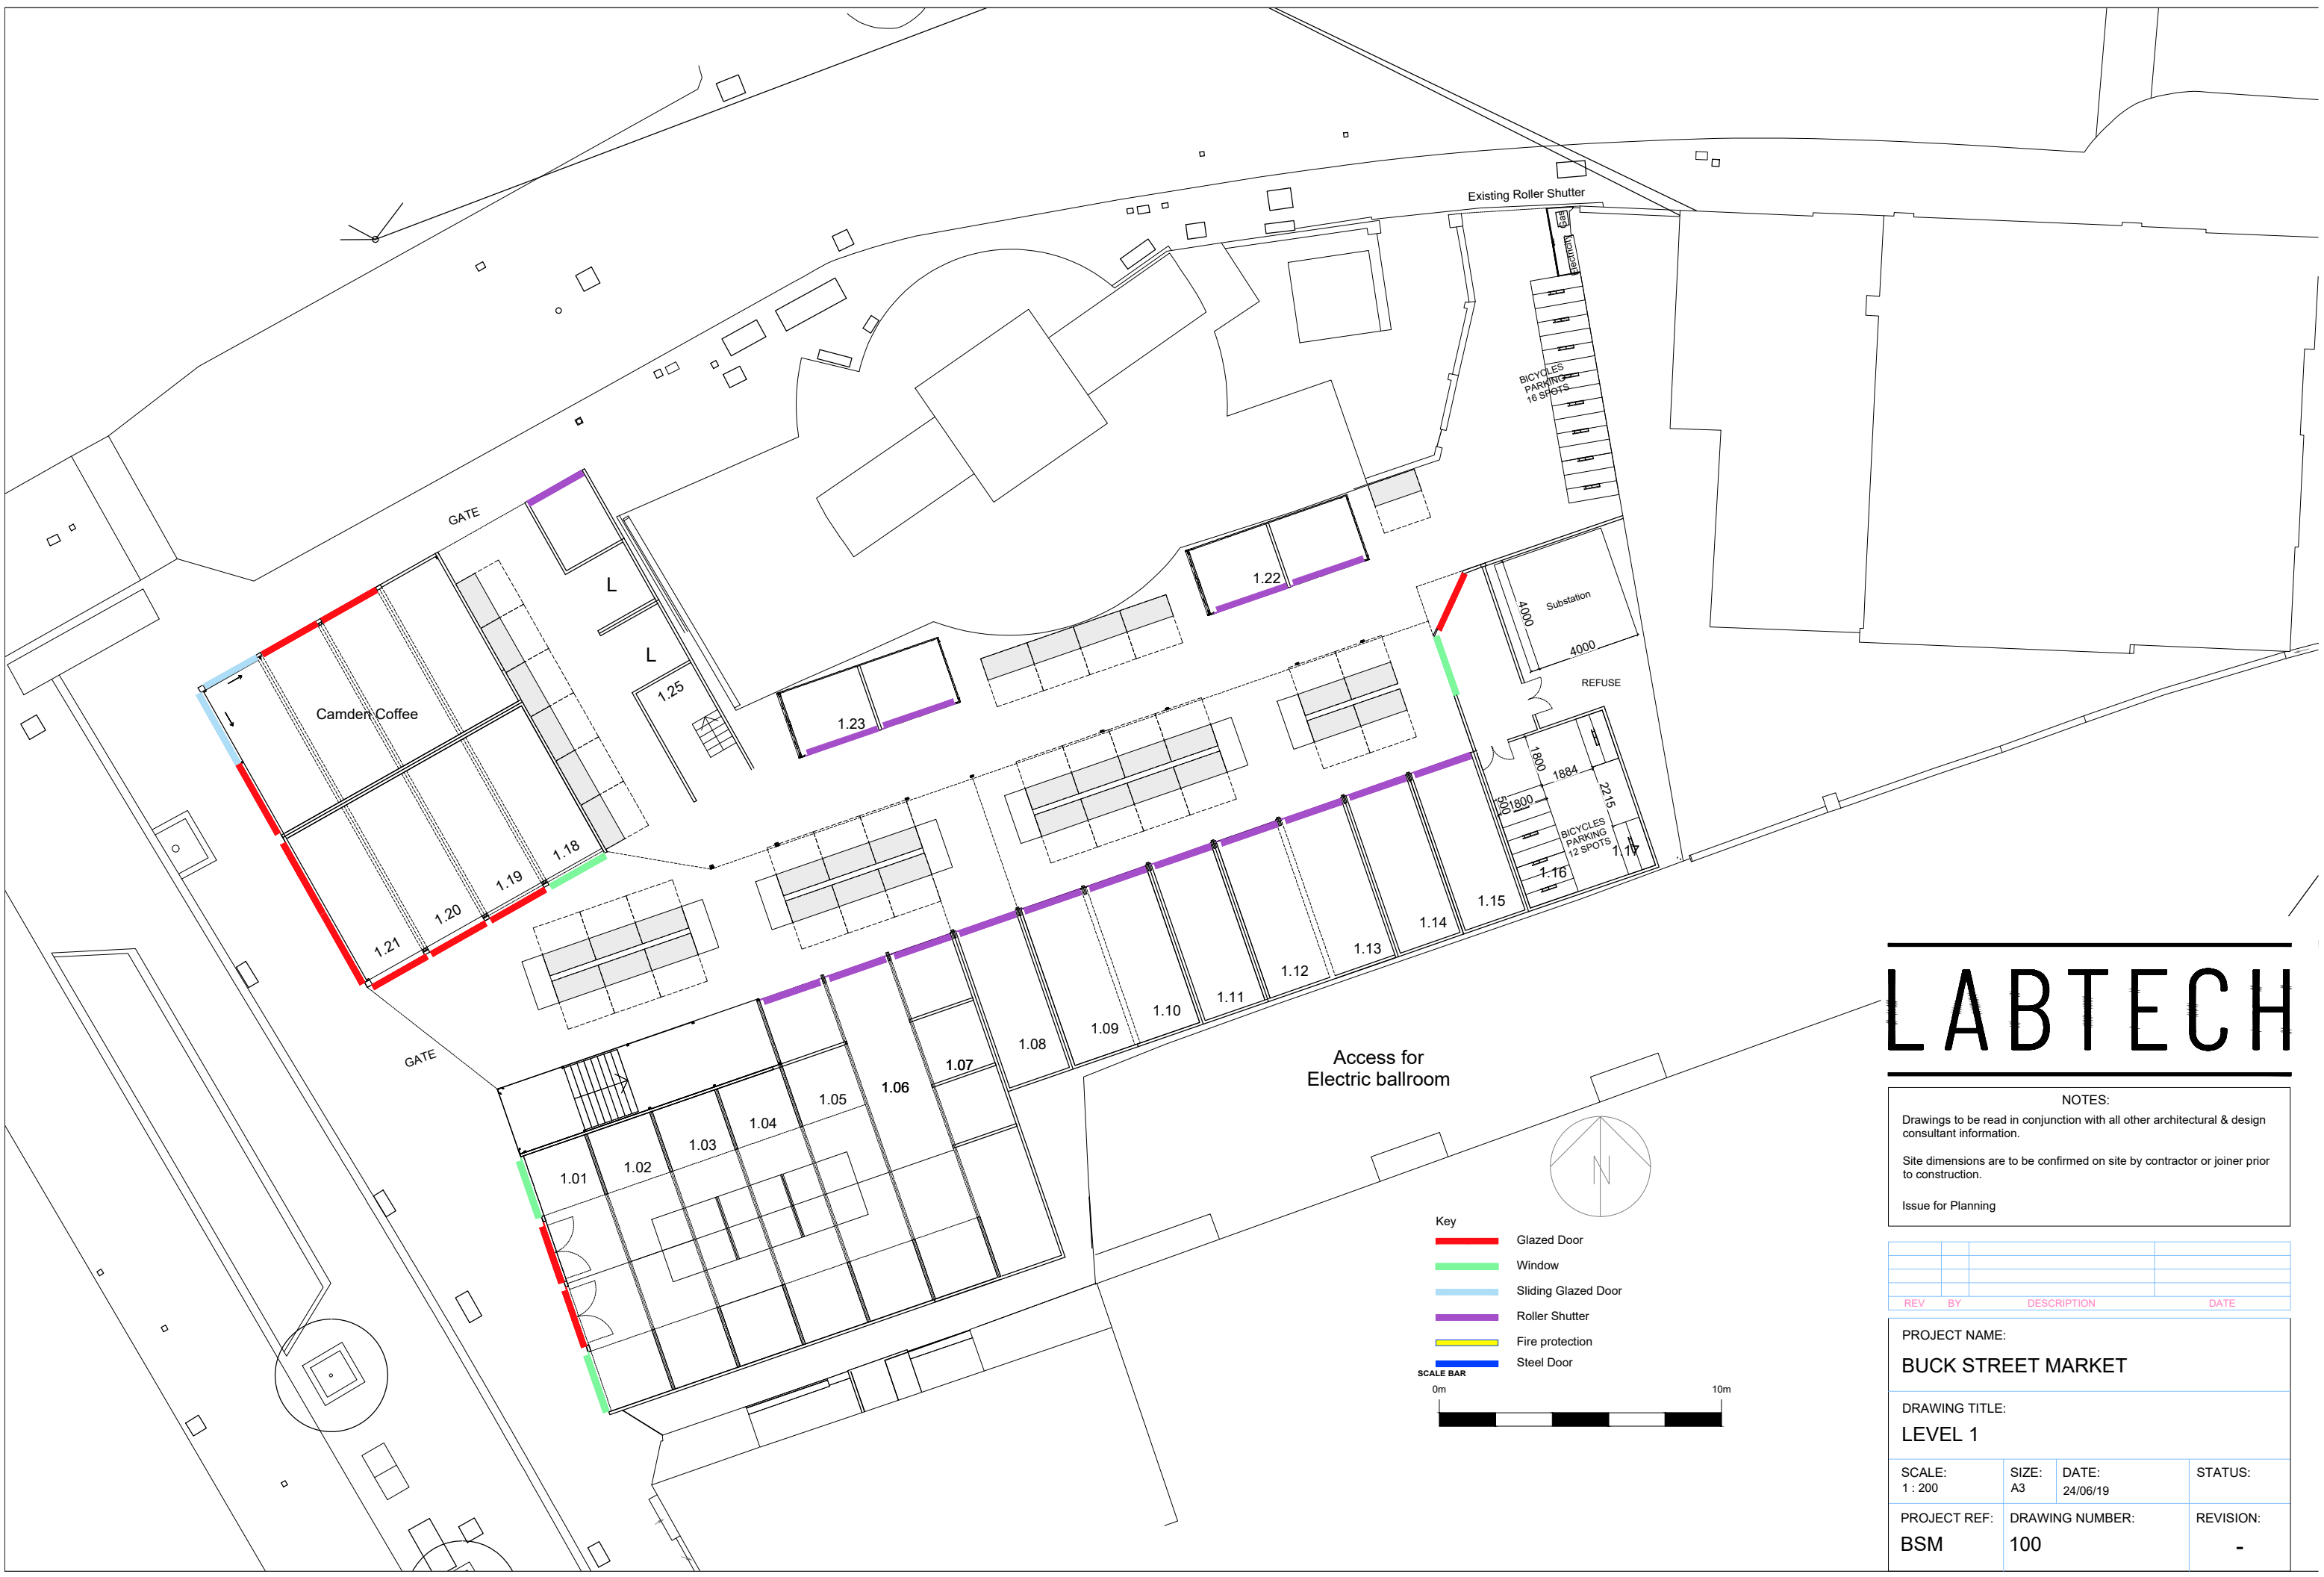 Existing Roller Shutter
Gas
Electricity
BICYCLES
PARKING
16 SPOTS
GATE
L
L
1.25
Camden Coffee
1.22
1.23
4000
Substation
4000
REFUSE
1800
1884
2215
500
1800
BICYCLES
PARKING
12 SPOTS
1.17
1.16
1.15
1.14
1.13
1.12
1.11
1.10
1.09
1.08
1.07
1.06
1.05
1.04
1.03
1.02
1.01
1.18
1.19
1.20
1.21
GATE
Access for
Electric ballroom
N
Key
Glazed Door
Window
Sliding Glazed Door
Roller Shutter
Fire protection
Steel Door
SCALE BAR
0m 10m
LABTECH
NOTES:
Drawings to be read in conjunction with all other architectural & design
consultant information.
Site dimensions are to be confirmed on site by contractor or joiner prior
to construction.
Issue for Planning
REV BY DESCRIPTION DATE
PROJECT NAME:
BUCK STREET MARKET
DRAWING TITLE:
LEVEL 1
SCALE: SIZE: DATE: STATUS:
1 : 200 A3 24/06/19
PROJECT REF: DRAWING NUMBER: REVISION:
BSM 100 -